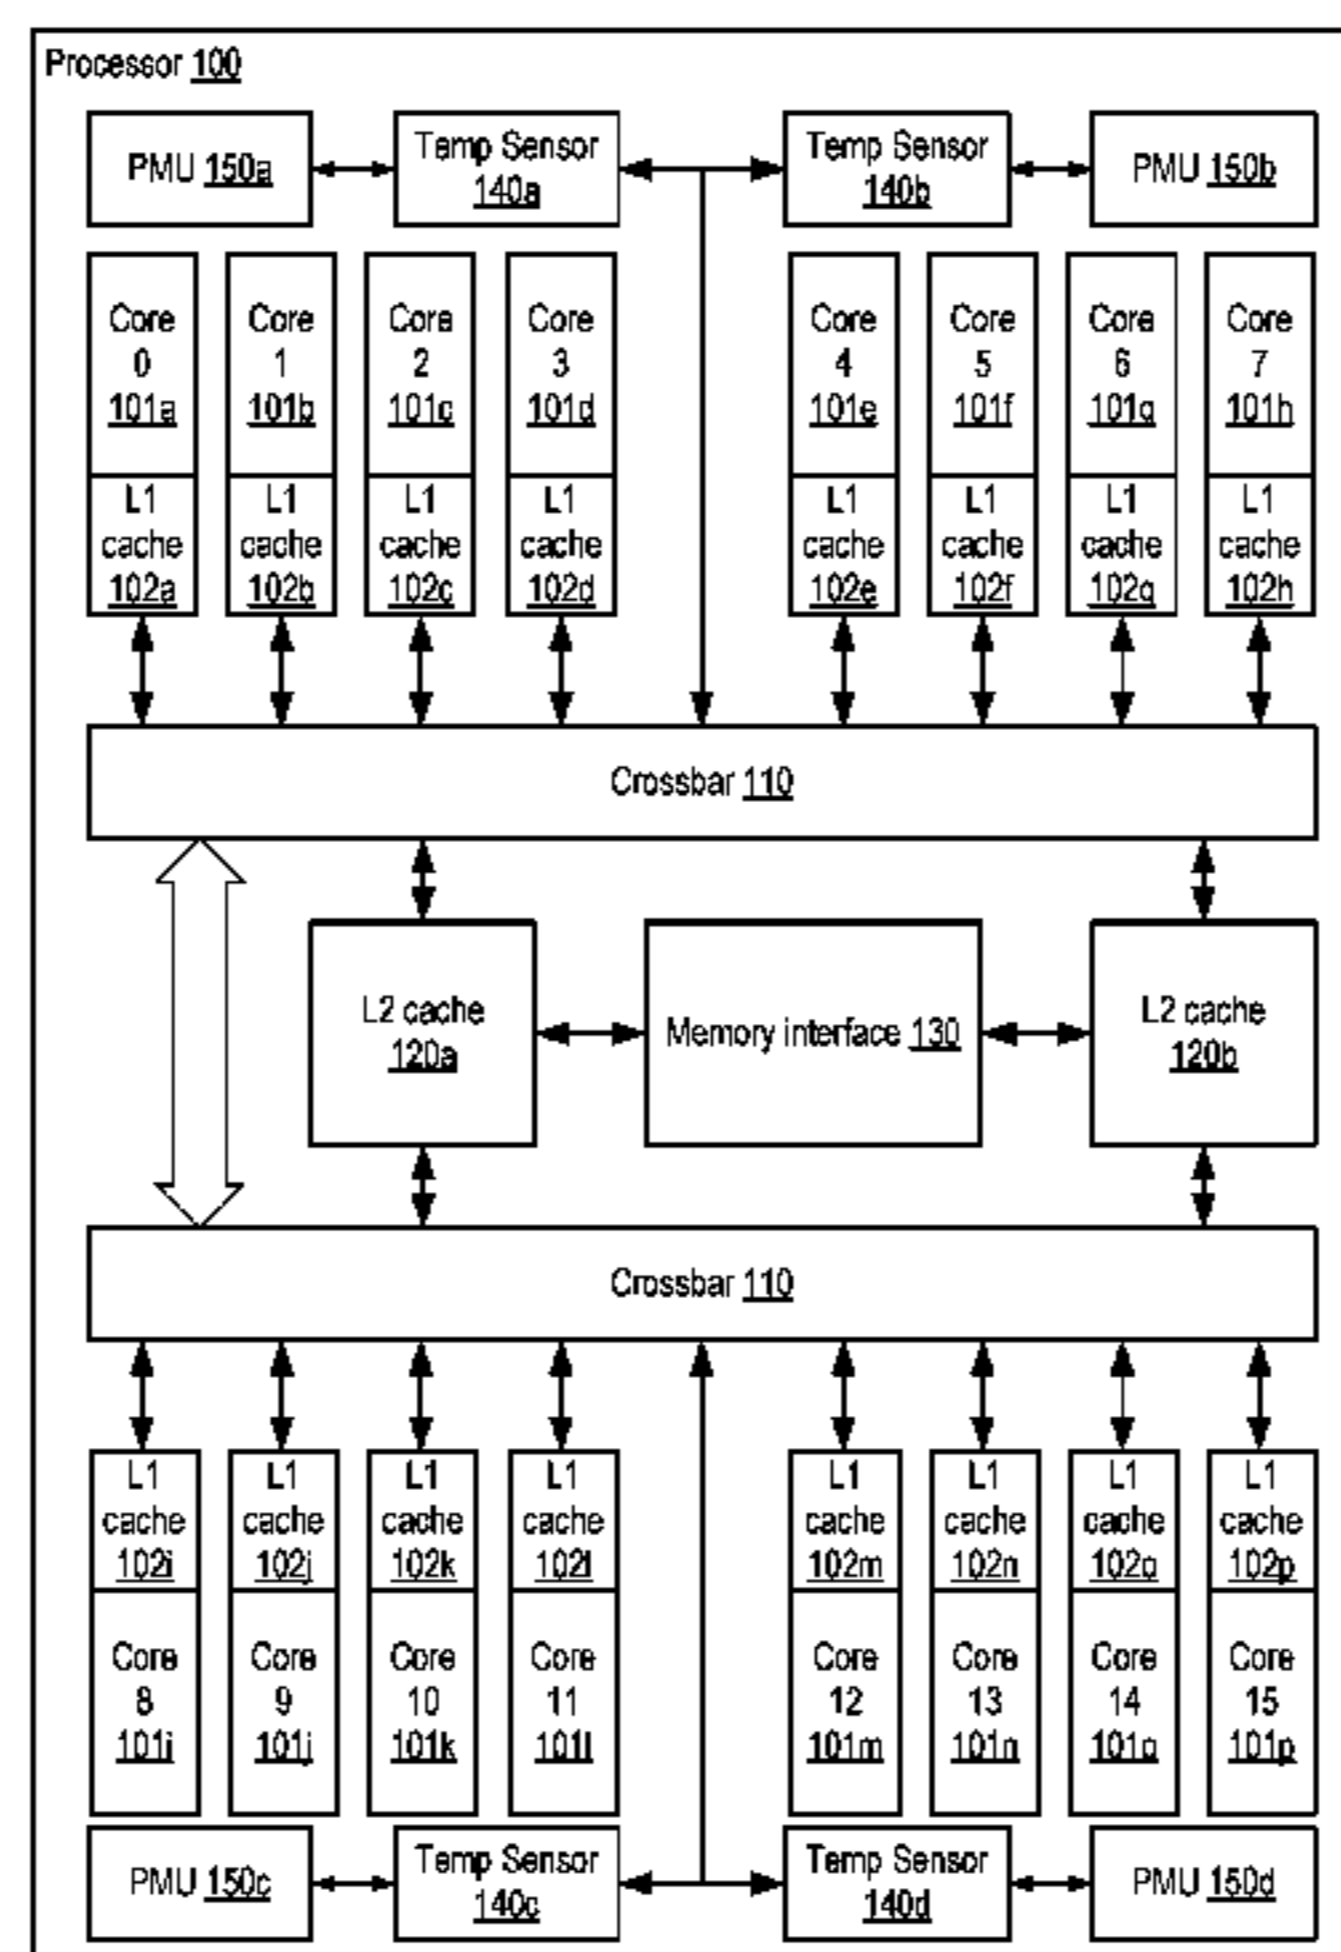 Processor 100
PMU 150a
Temp Sensor
140a
Temp Sensor
140b
PMU 150b
Core
0
101a
L1
cache
102a
Core
1
101b
L1
cache
102b
Core
2
101c
L1
cache
102c
Core
3
101d
L1
cache
102d
Core
4
101e
L1
cache
102e
Core
5
101f
L1
cache
102f
Core
6
101g
L1
cache
102g
Core
7
101h
L1
cache
102h
Crossbar 110
L2 cache
120a
Memory interface 130
L2 cache
120b
Crossbar 110
L1
cache
102i
Core
8
101i
L1
cache
102j
Core
9
101j
L1
cache
102k
Core
10
101k
L1
cache
102l
Core
11
101l
L1
cache
102m
Core
12
101m
L1
cache
102n
Core
13
101n
L1
cache
102o
Core
14
101o
L1
cache
102p
Core
15
101p
PMU 150c
Temp Sensor
140c
Temp Sensor
140d
PMU 150d